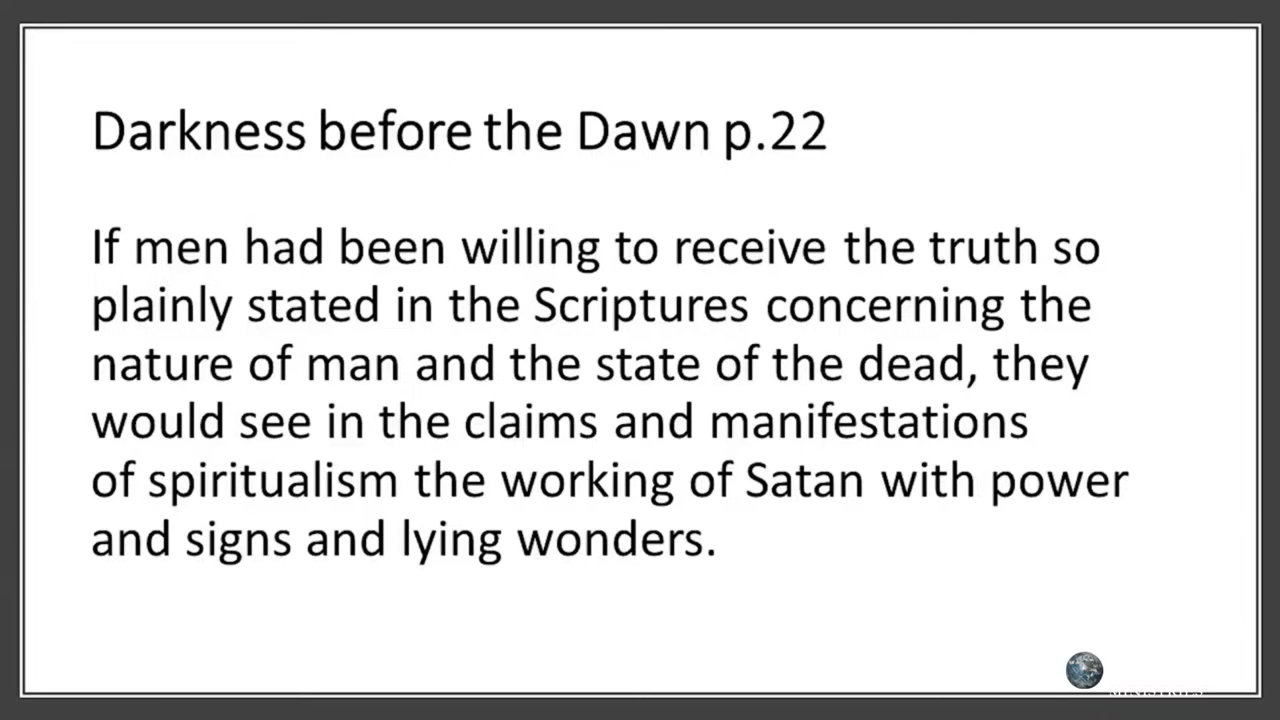 Darkness before the Dawn p.22
If men had been willing to receive the truth so
plainly stated in the Scriptures concerning the
nature of man and the state of the dead, they
would see in the claims and manifestations
of spiritualism the working of Satan with power
and signs and lying wonders.
MINISTRIES